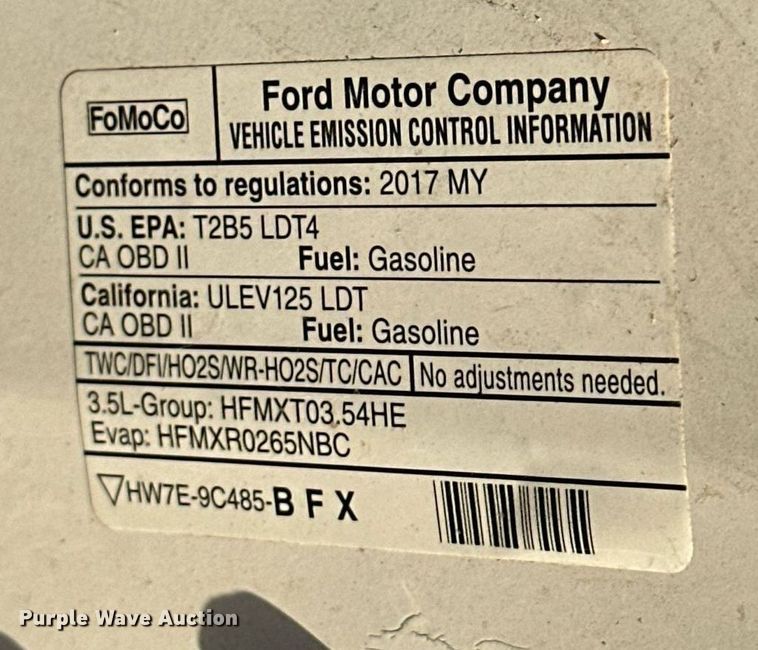 FoMoCo
Ford Motor Company
VEHICLE EMISSION CONTROL INFORMATION
Conforms to regulations: 2017 MY
U.S. EPA: T2B5 LDT4
CA OBD II Fuel: Gasoline
California: ULEV125 LDT
CA OBD II Fuel: Gasoline
TWC/DFI/HO2S/WR-HO2S/TC/CAC No adjustments needed.
3.5L-Group: HFMXT03.54HE
Evap: HFMXR0265NBC
▽HW7E-9C485-B F X
Purple Wave Auction